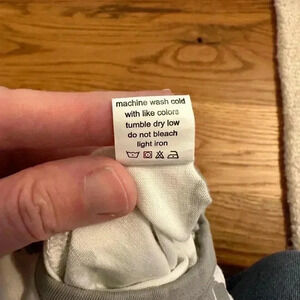 machine wash cold
with like colors
tumble dry low
do not bleach
light iron